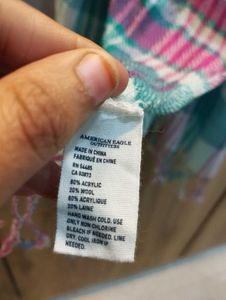 AMERICAN EAGLE
OUTFITTERS
MADE IN CHINA
FABRIQUÉ EN CHINE
RN 54485
CA 60873
80% ACRYLIC
20% WOOL
80% ACRYLIQUE
20% LAINE
HAND WASH COLD. USE
ONLY NON CHLORINE
BLEACH IF NEEDED. LINE
DRY, COOL IRON IF
NEEDED.